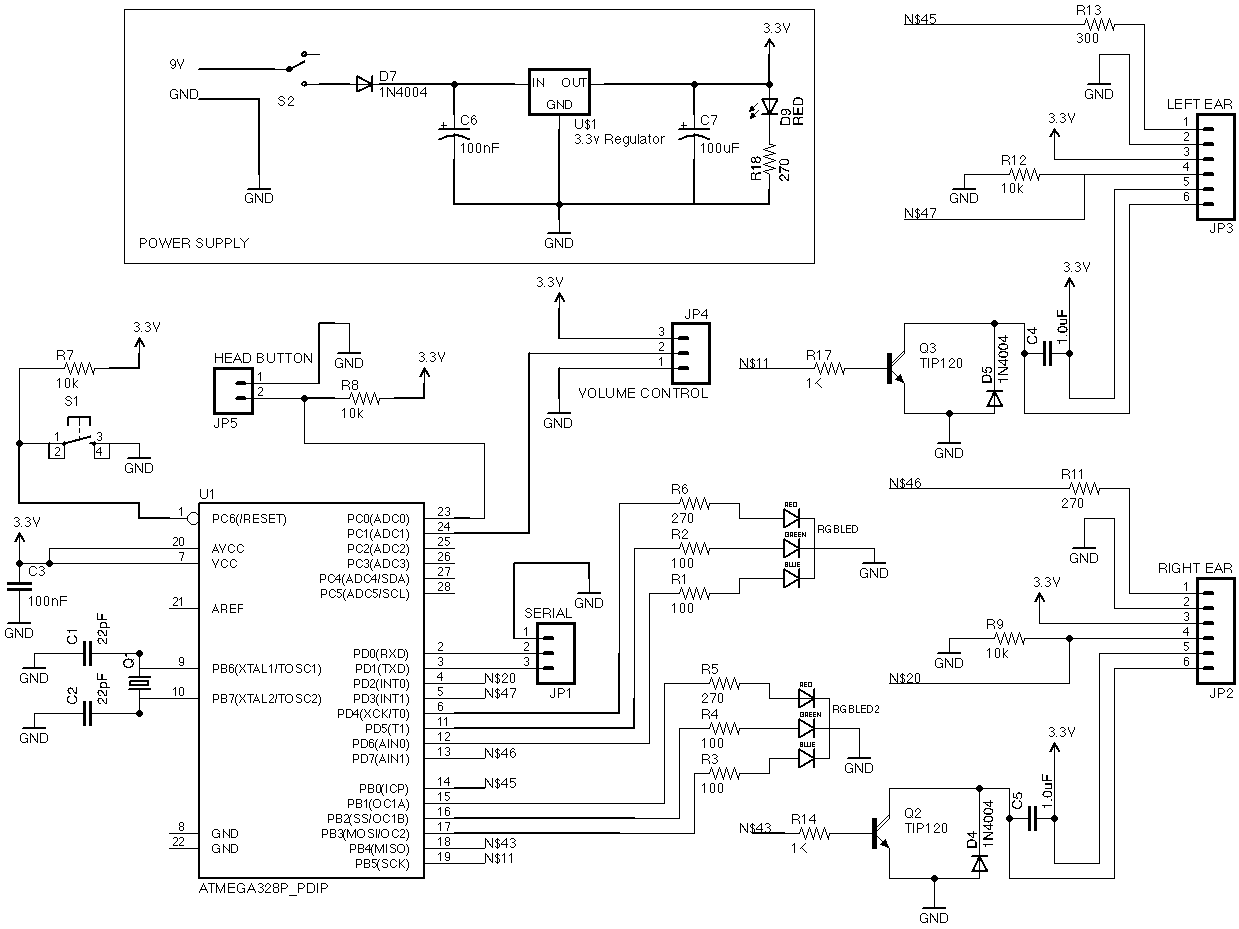 9V
GND
S2
D7
1N4004
C6
100nF
IN OUT
GND
U$1
3.3v Regulator
C7
100uF
3.3V
D9
RED
R18
270
GND
GND
POWER SUPPLY
N$45
R13
300
GND
LEFT EAR
3.3V
R12
10k
GND
N$47
1
2
3
4
5
6
JP3
3.3V
C4
1.0uF
N$11
R17
1K
Q3
TIP120
D5
1N4004
GND
3.3V
R7
10k
S1
1
2
3
4
GND
HEAD BUTTON
1
2
JP5
GND
R8
10k
3.3V
3.3V
JP4
3
2
1
VOLUME CONTROL
GND
N$46
R11
270
GND
RIGHT EAR
3.3V
R9
10k
GND
N$20
1
2
3
4
5
6
JP2
3.3V
C5
1.0uF
N$43
R14
1K
Q2
TIP120
D4
1N4004
GND
3.3V
C3
100nF
GND
C1
22pF
GND
C2
22pF
GND
Q1
U1
1 PC6(/RESET)
20 AVCC
7 VCC
21 AREF
9 PB6(XTAL1/TOSC1)
10 PB7(XTAL2/TOSC2)
8 GND
22 GND
PC0(ADC0) 23
PC1(ADC1) 24
PC2(ADC2) 25
PC3(ADC3) 26
PC4(ADC4/SDA) 27
PC5(ADC5/SCL) 28
PD0(RXD) 2
PD1(TXD) 3
PD2(INT0) 4 N$20
PD3(INT1) 5 N$47
PD4(XCK/T0) 6
PD5(T1) 11
PD6(AIN0) 12
PD7(AIN1) 13 N$46
PB0(ICP) 14 N$45
PB1(OC1A) 15
PB2(SS/OC1B) 16
PB3(MOSI/OC2) 17
PB4(MISO) 18 N$43
PB5(SCK) 19 N$11
ATMEGA328P_PDIP
SERIAL
1
2
3
JP1
GND
R6
270
R2
100
R1
100
RED
GREEN
BLUE
RGBLED
GND
R5
270
R4
100
R3
100
RED
GREEN
BLUE
RGBLED2
GND